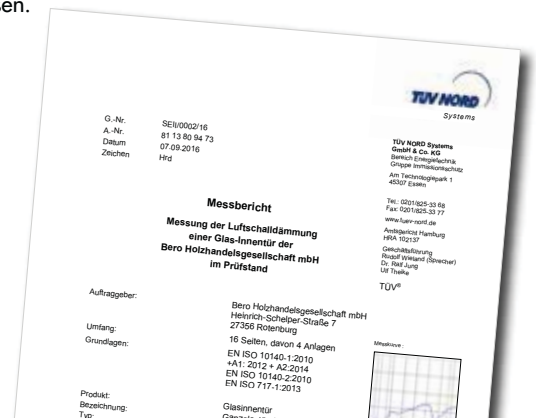 ßen.
TÜV NORD
Systems
G.-Nr. SEIi/0002/16
A.-Nr. 81 13 80 94 73
Datum 07.09.2016
Zeichen Hrd
TÜV NORD Systems
GmbH & Co. KG
Bereich Energietechnik
Gruppe Immissionsschutz
Am Technologiepark 1
45307 Essen
Tel.: 0201/825-33 68
Fax: 0201/825-33 77
www.tuev-nord.de
Amtsgericht Hamburg
HRA 102137
Geschäftsführung
Rudolf Wieland (Sprecher)
Dr. Ralf Jung
Ulf Theike
TÜV®
Messbericht
Messung der Luftschalldämmung
einer Glas-Innentür der
Bero Holzhandelsgesellschaft mbH
im Prüfstand
Auftraggeber: Bero Holzhandelsgesellschaft mbH
Heinrich-Schelper-Straße 7
27356 Rotenburg
Umfang: 16 Seiten, davon 4 Anlagen
Grundlagen: EN ISO 10140-1:2010
+A1: 2012 + A2:2014
EN ISO 10140-2:2010
EN ISO 717-1:2013
Messkurve :
Produkt: Glasinnentür
Bezeichnung:
Typ: